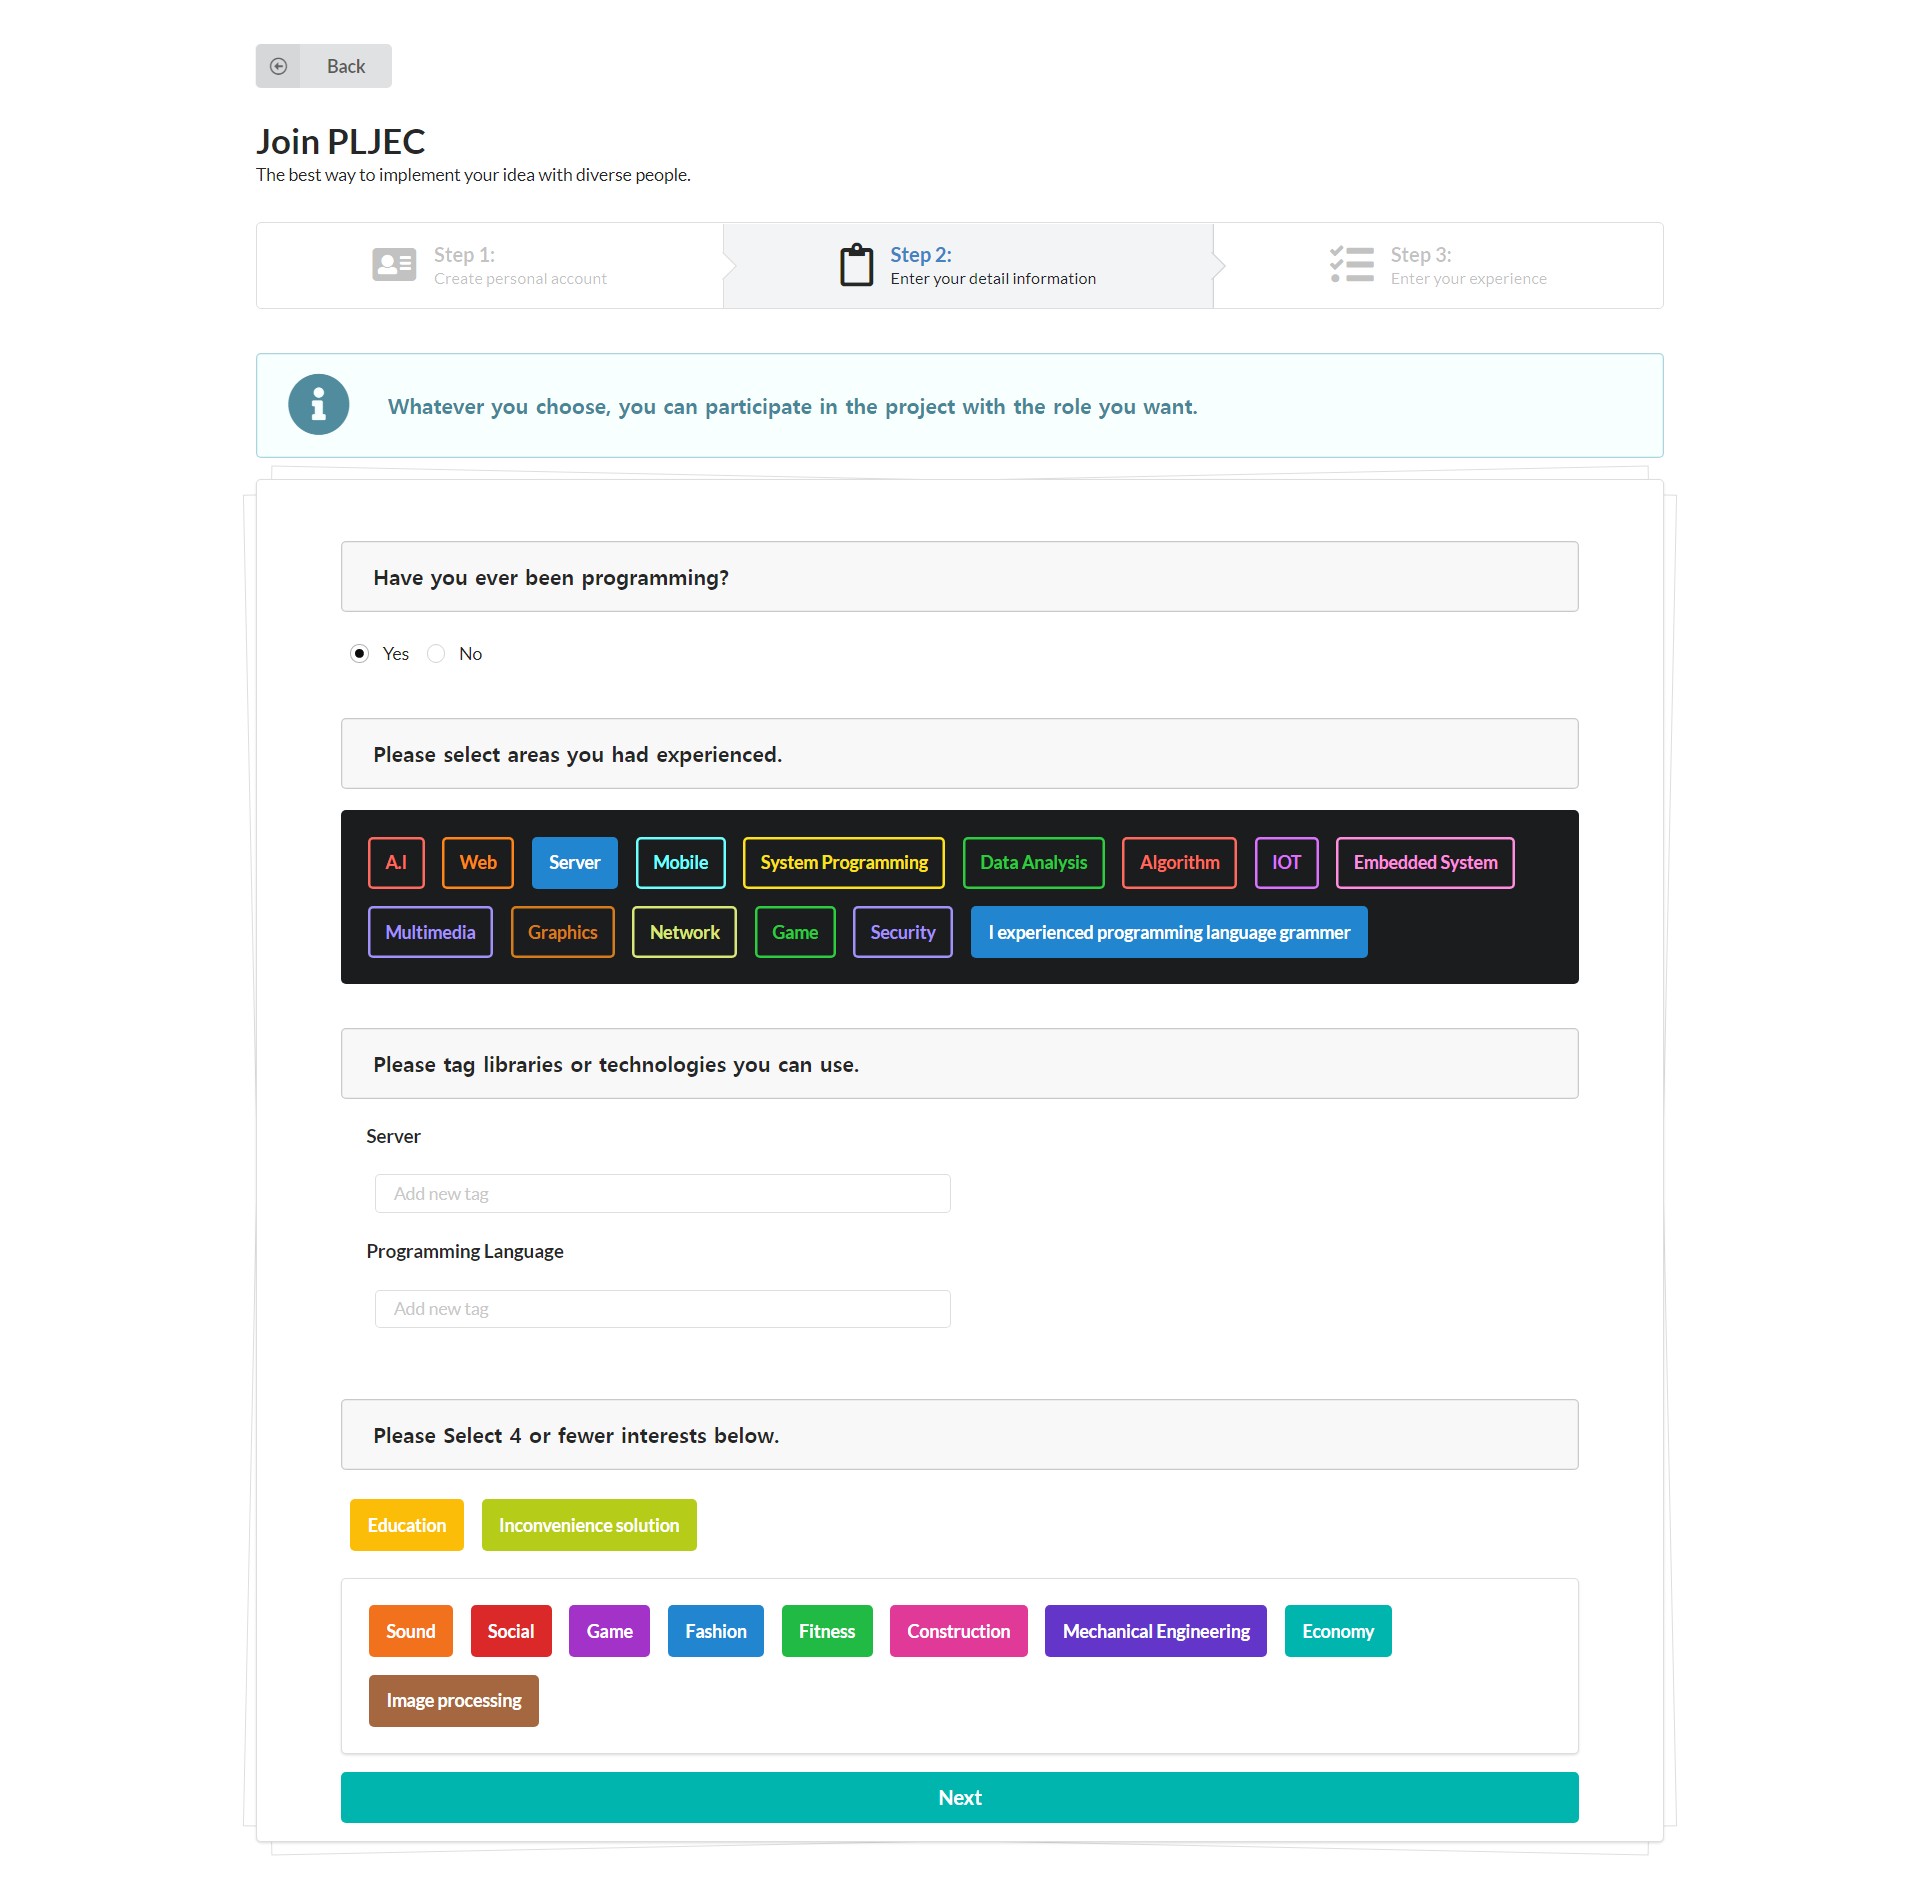 Back
Join PLJEC
The best way to implement your idea with diverse people.
Step 1:
Create personal account
Step 2:
Enter your detail information
Step 3:
Enter your experience
Whatever you choose, you can participate in the project with the role you want.
Have you ever been programming?
Yes No
Please select areas you had experienced.
A.I Web Server Mobile System Programming Data Analysis Algorithm IOT Embedded System
Multimedia Graphics Network Game Security I experienced programming language grammer
Please tag libraries or technologies you can use.
Server
Add new tag
Programming Language
Add new tag
Please Select 4 or fewer interests below.
Education Inconvenience solution
Sound Social Game Fashion Fitness Construction Mechanical Engineering Economy
Image processing
Next